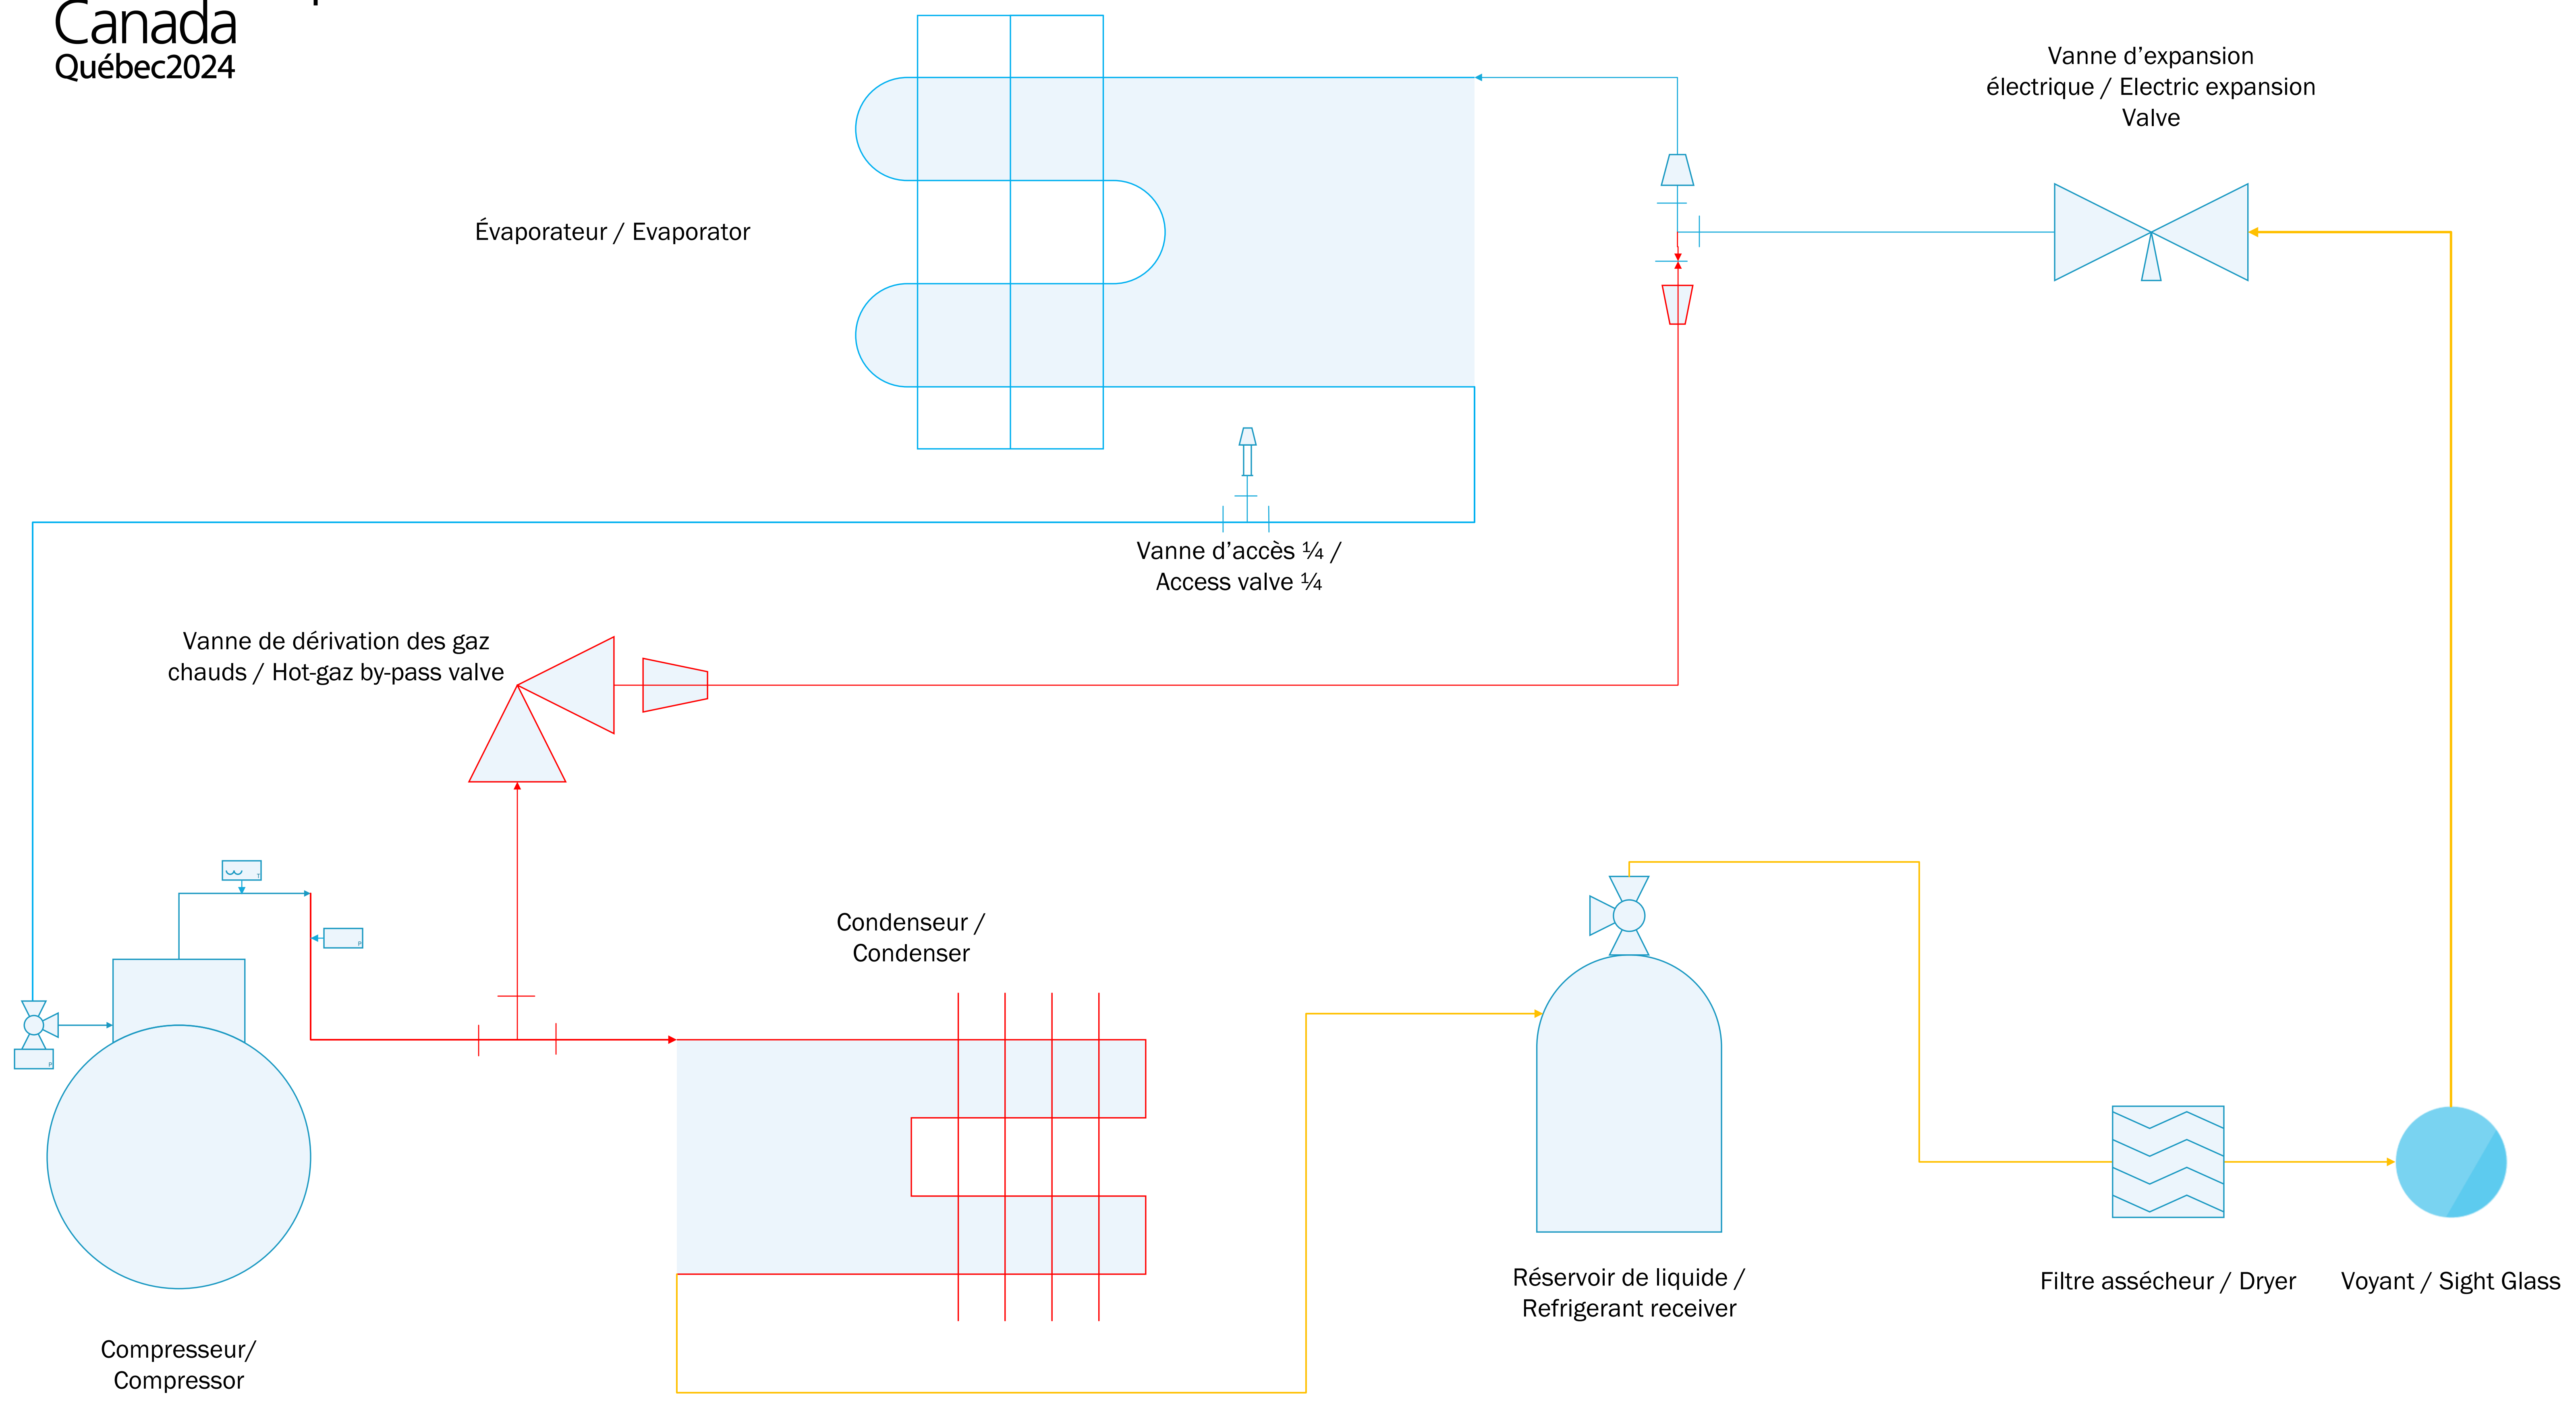 Canada
Québec2024
Vanne d'expansion
électrique / Electric expansion
Valve
Évaporateur / Evaporator
Vanne d'accès ¼ /
Access valve ¼
Vanne de dérivation des gaz
chauds / Hot-gaz by-pass valve
T
P
P
Condenseur /
Condenser
Réservoir de liquide /
Refrigerant receiver
Filtre assécheur / Dryer
Voyant / Sight Glass
Compresseur/
Compressor